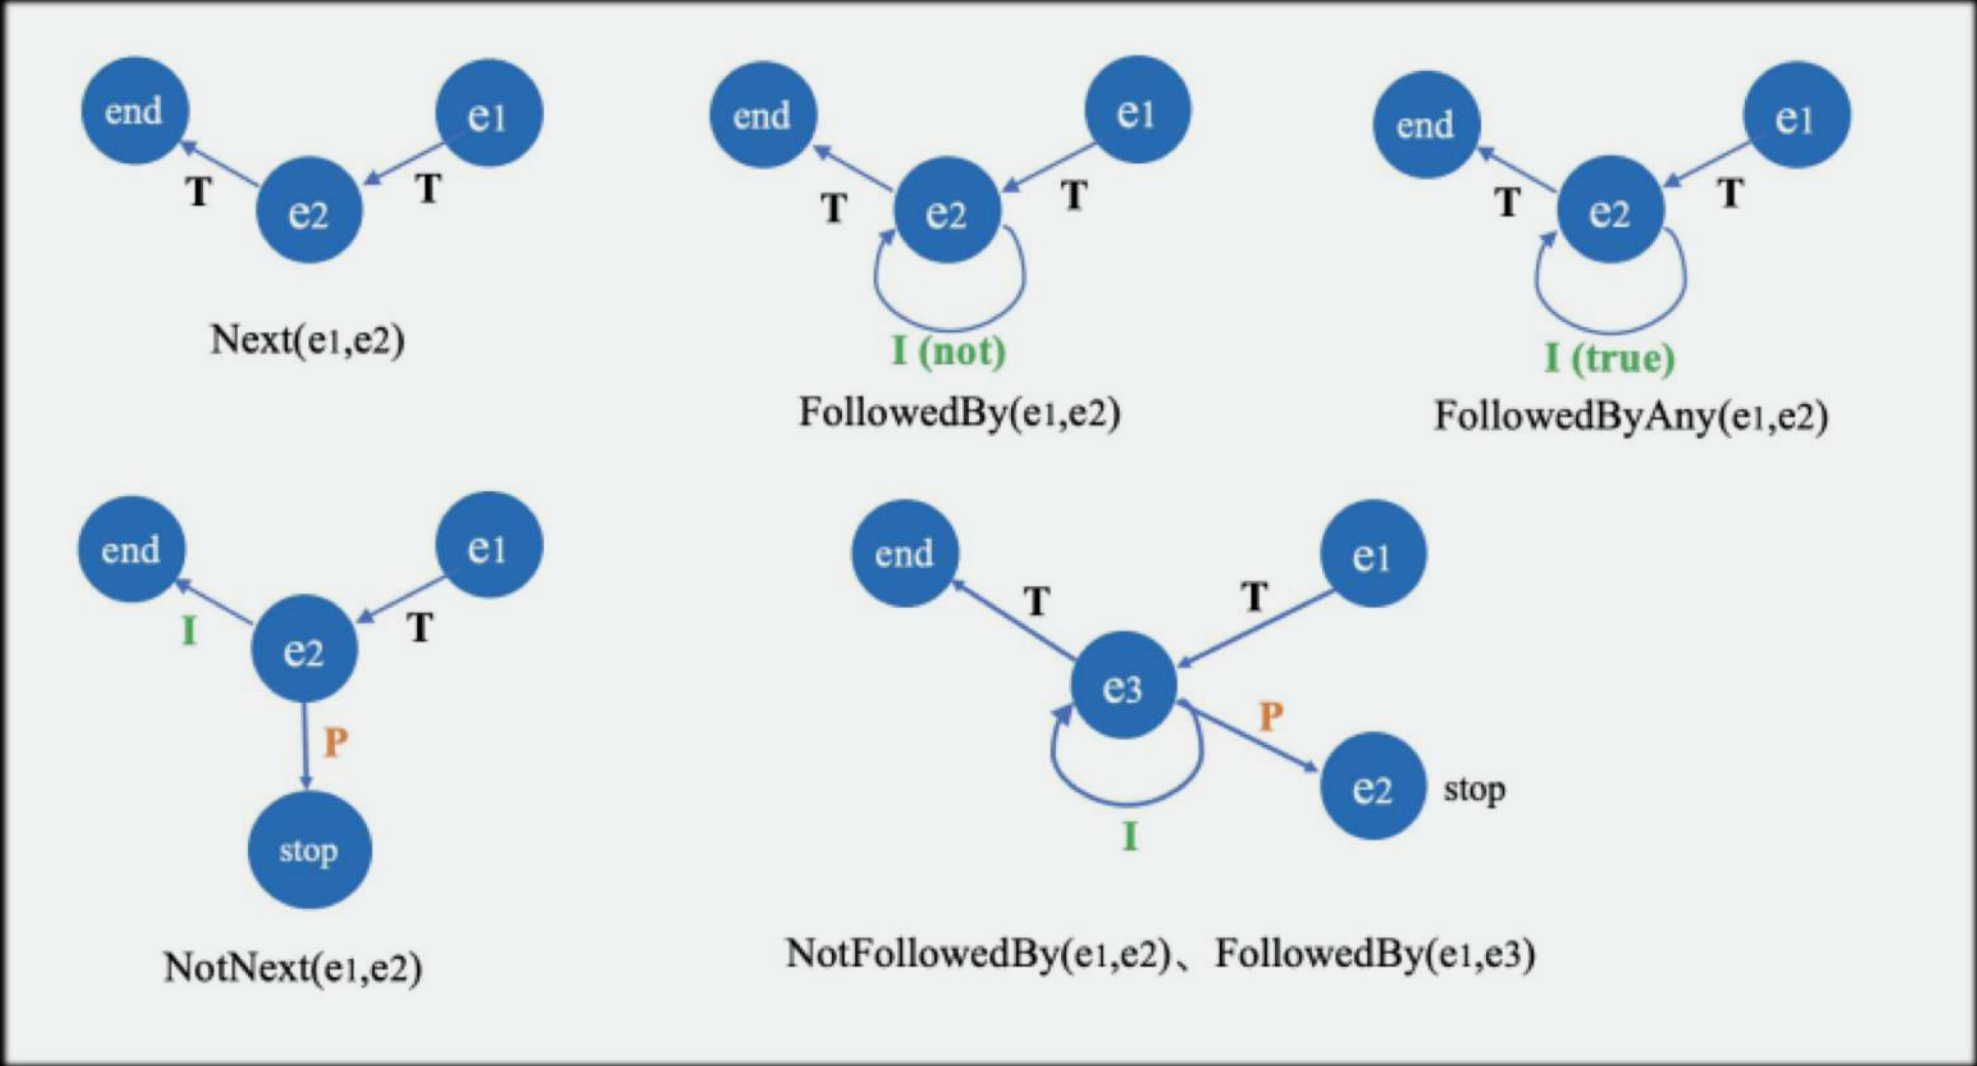 end
e1
T
T
e2
Next(e1,e2)
end
e1
T
T
e2
I (not)
FollowedBy(e1,e2)
end
e1
T
T
e2
I (true)
FollowedByAny(e1,e2)
end
e1
I
T
e2
P
stop
NotNext(e1,e2)
end
e1
T
T
e3
P
e2
stop
I
NotFollowedBy(e1,e2)、FollowedBy(e1,e3)